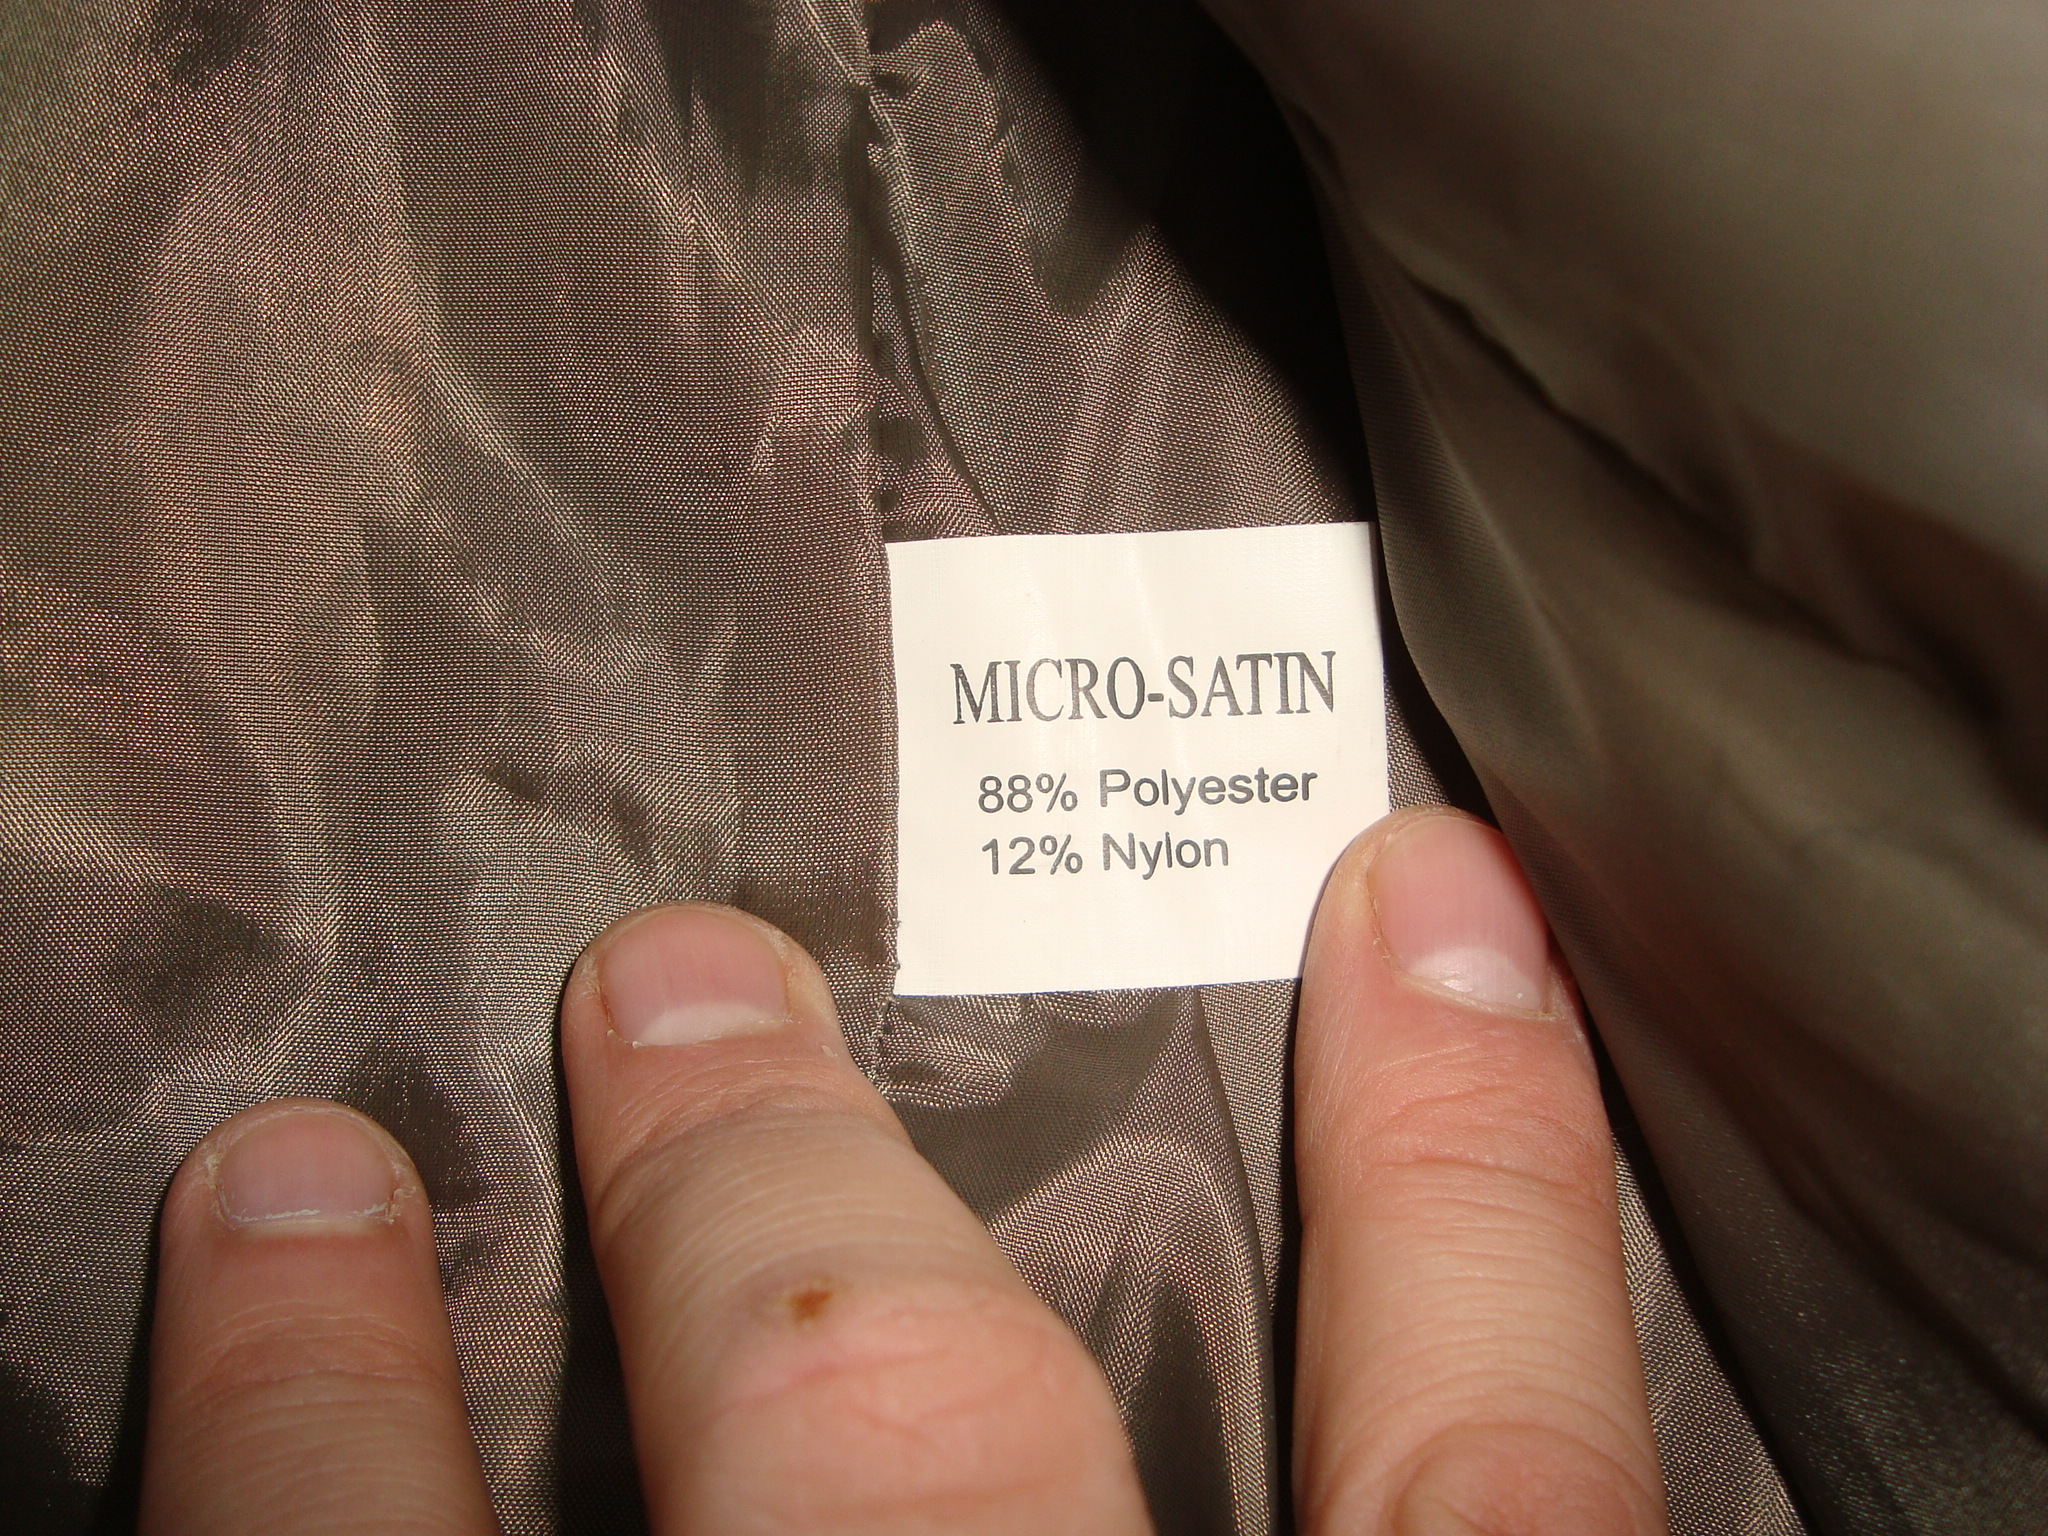 MICRO-SATIN
88% Polyester
12% Nylon